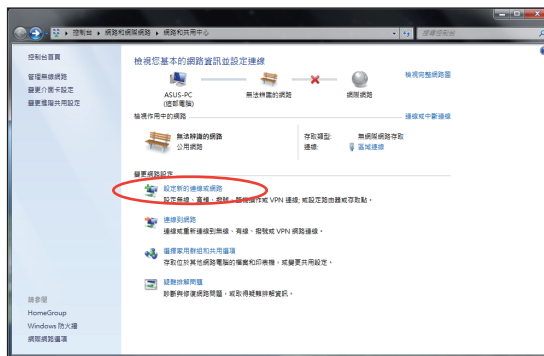 控制台 ▸ 網路和網際網路 ▸ 網路和共用中心
搜尋控制台
控制台首頁
管理無線網路
變更介面卡設定
變更進階共用設定
檢視您基本的網路資訊並設定連線
檢視完整網路圖
ASUS-PC
(這部電腦)
無法辨識的網路
網際網路
檢視作用中的網路
連線或中斷連線
無法辨識的網路
公用網路
存取類型:
無網際網路存取
連線:
區域連線
變更網路設定
設定新的連線或網路
設定無線、寬頻、撥號、臨機操作或 VPN 連線; 或設定路由器或存取點。
連線到網路
連線或重新連線到無線、有線、撥號或 VPN 網路連線。
選擇家用群組和共用選項
存取位於其他網路電腦的檔案和印表機，或變更共用設定。
疑難排解問題
診斷與修復網路問題，或取得疑難排解資訊。
請參閱
HomeGroup
Windows 防火牆
網際網路選項